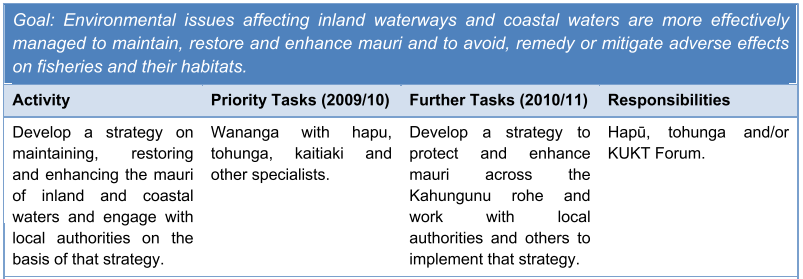 Goal: Environmental issues affecting inland waterways and coastal waters are more effectively
managed to maintain, restore and enhance mauri and to avoid, remedy or mitigate adverse effects
on fisheries and their habitats.
Activity
Priority Tasks (2009/10)
Further Tasks (2010/11)
Responsibilities
Develop a strategy on
maintaining, restoring
and enhancing the mauri
of inland and coastal
waters and engage with
local authorities on the
basis of that strategy.
Wananga with hapu,
tohunga, kaitiaki and
other specialists.
Develop a strategy to
protect and enhance
mauri across the
Kahungunu rohe and
work with local
authorities and others to
implement that strategy.
Hapū, tohunga and/or
KUKT Forum.